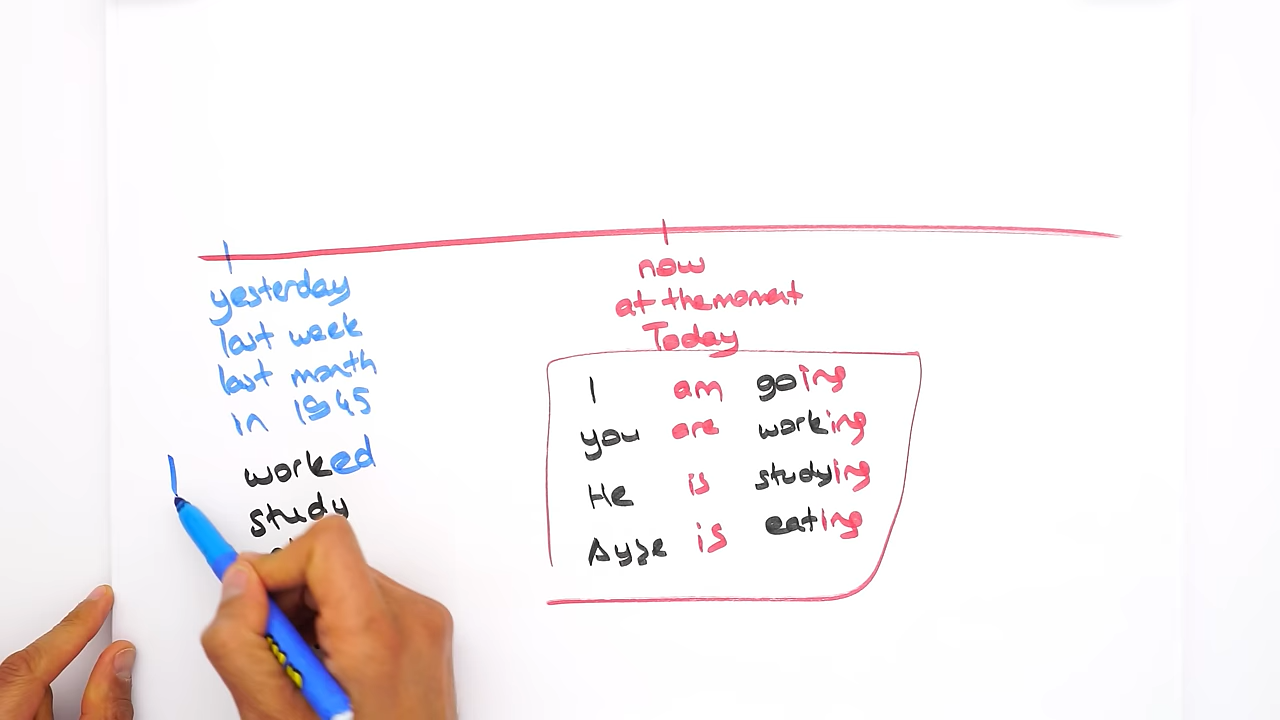 yesterday
last week
last month
in 1945
I worked
study
now
at the moment
Today
I am going
you are working
He is studying
Ayşe is eating